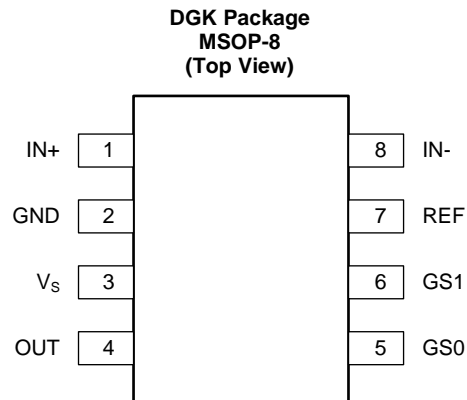 DGK Package
MSOP-8
(Top View)
IN+ 1 8 IN-
GND 2 7 REF
VS 3 6 GS1
OUT 4 5 GS0